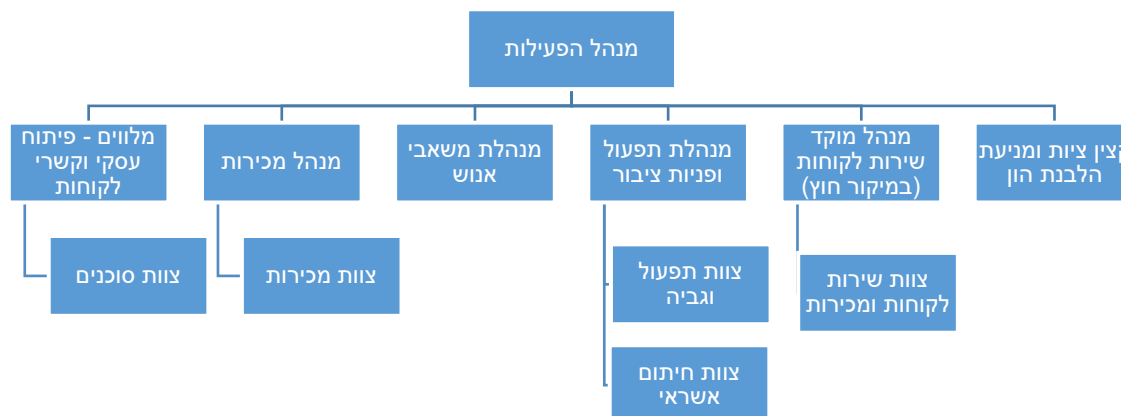 מנהל הפעילות
קצין ציות ומניעת
הלבנת הון
מנהל מוקד
שירות לקוחות
(במיקור חוץ)
מנהלת תפעול
ופניות ציבור
מנהלת משאבי
אנוש
מנהל מכירות
מלווים - פיתוח
עסקי וקשרי
לקוחות
צוות שירות
לקוחות ומכירות
צוות תפעול
וגביה
צוות חיתום
אשראי
צוות מכירות
צוות סוכנים